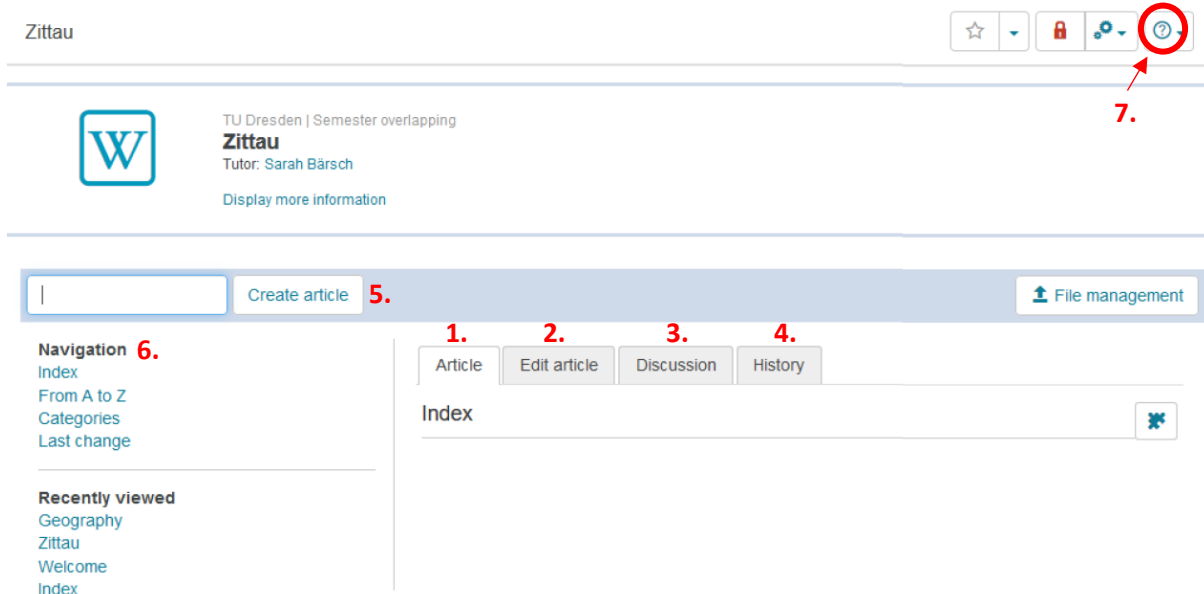 Zittau
7.
W
TU Dresden | Semester overlapping
Zittau
Tutor: Sarah Bärsch
Display more information
Create article 5. File management
Navigation 6.
Index
From A to Z
Categories
Last change
Recently viewed
Geography
Zittau
Welcome
Index
1. 2. 3. 4.
Article Edit article Discussion History
Index